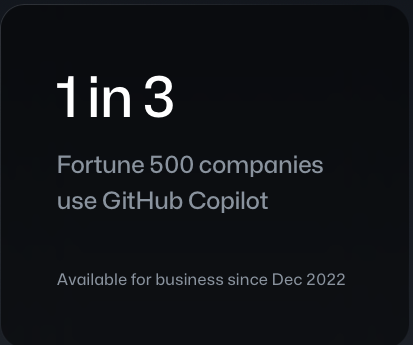 1 in 3
Fortune 500 companies
use GitHub Copilot
Available for business since Dec 2022